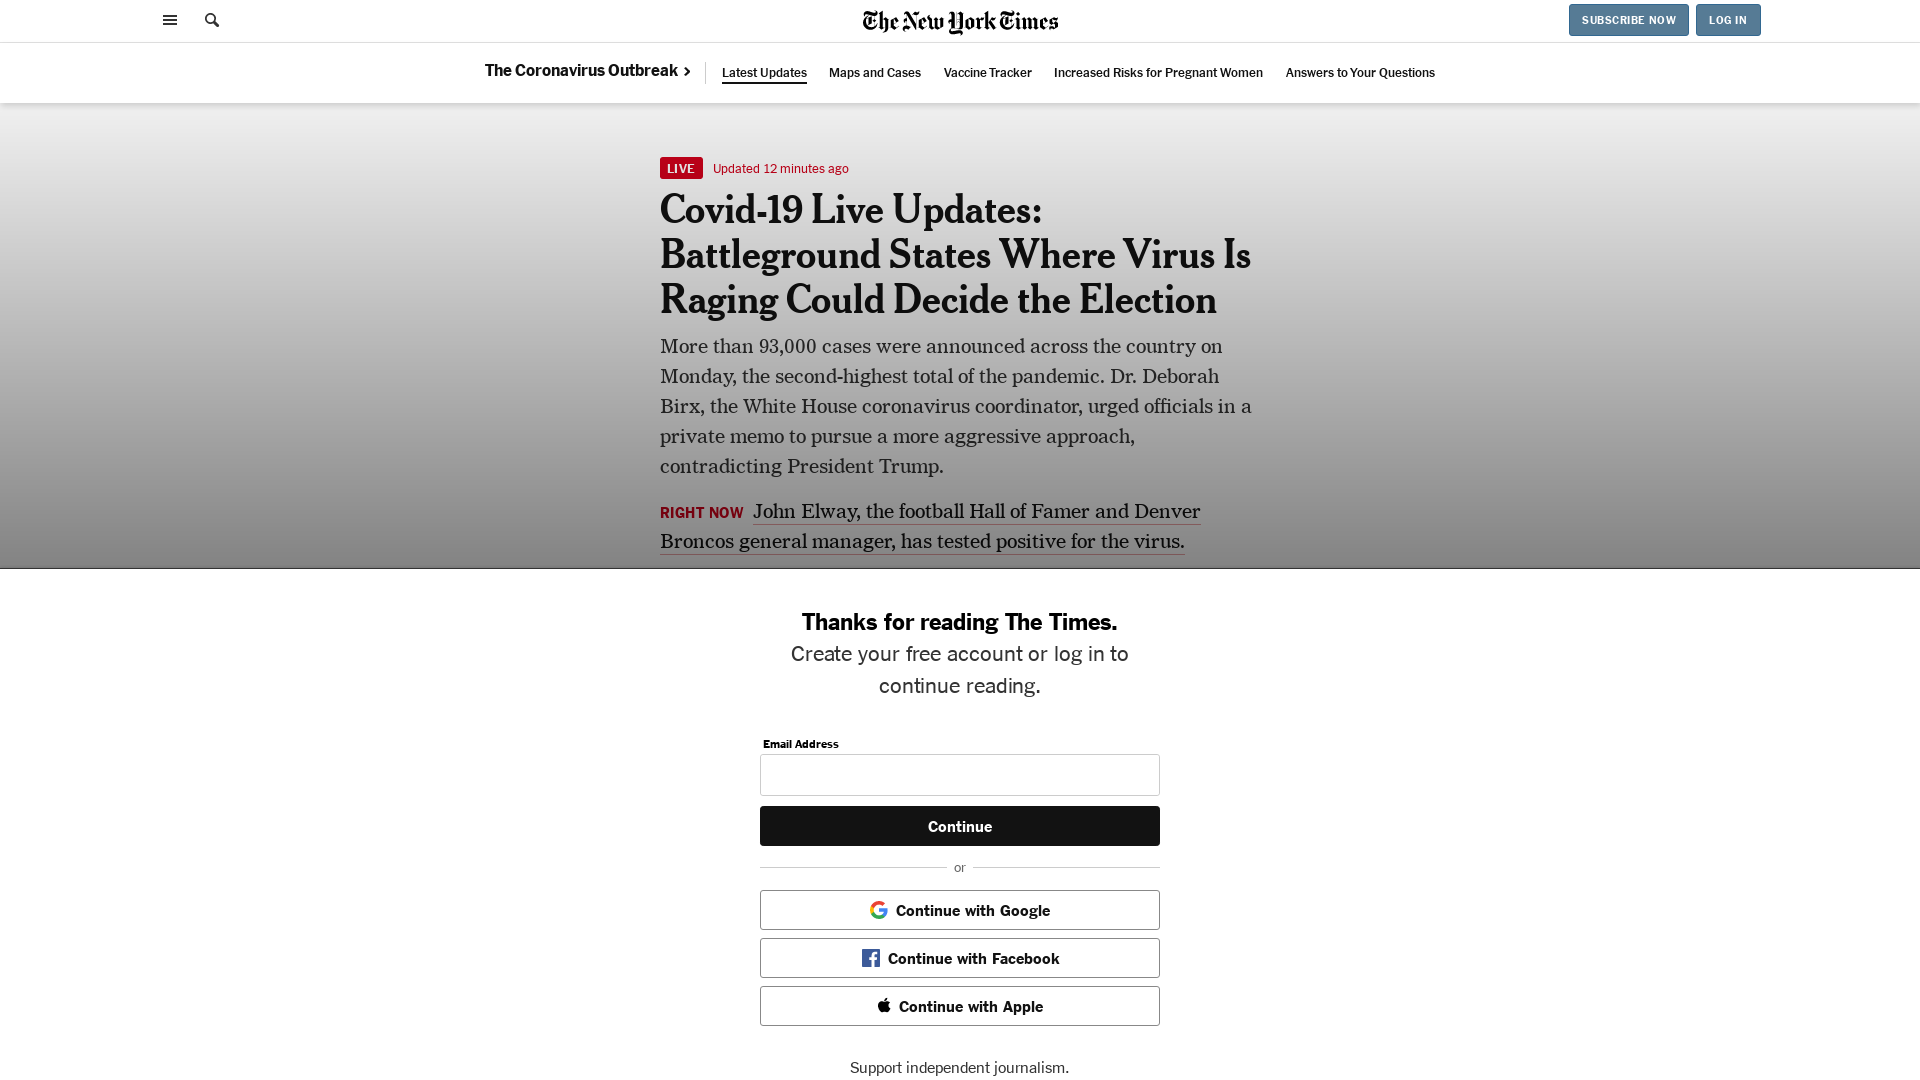 The New York Times
SUBSCRIBE NOW
LOG IN
The Coronavirus Outbreak
Latest Updates
Maps and Cases
Vaccine Tracker
Increased Risks for Pregnant Women
Answers to Your Questions
LIVE Updated 12 minutes ago
Covid-19 Live Updates:
Battleground States Where Virus Is
Raging Could Decide the Election
More than 93,000 cases were announced across the country on
Monday, the second-highest total of the pandemic. Dr. Deborah
Birx, the White House coronavirus coordinator, urged officials in a
private memo to pursue a more aggressive approach,
contradicting President Trump.
RIGHT NOW John Elway, the football Hall of Famer and Denver
Broncos general manager, has tested positive for the virus.
Thanks for reading The Times.
Create your free account or log in to
continue reading.
Email Address
Continue
or
Continue with Google
Continue with Facebook
Continue with Apple
Support independent journalism.